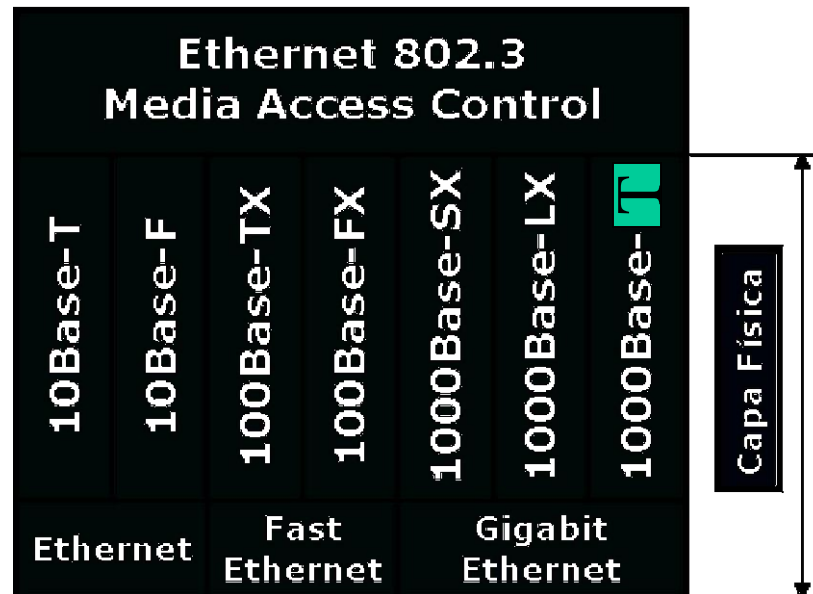 Ethernet 802.3
Media Access Control
10Base-T
10Base-F
100Base-TX
100Base-FX
1000Base-SX
1000Base-LX
1000Base-T
Capa Física
Ethernet
Fast
Ethernet
Gigabit
Ethernet